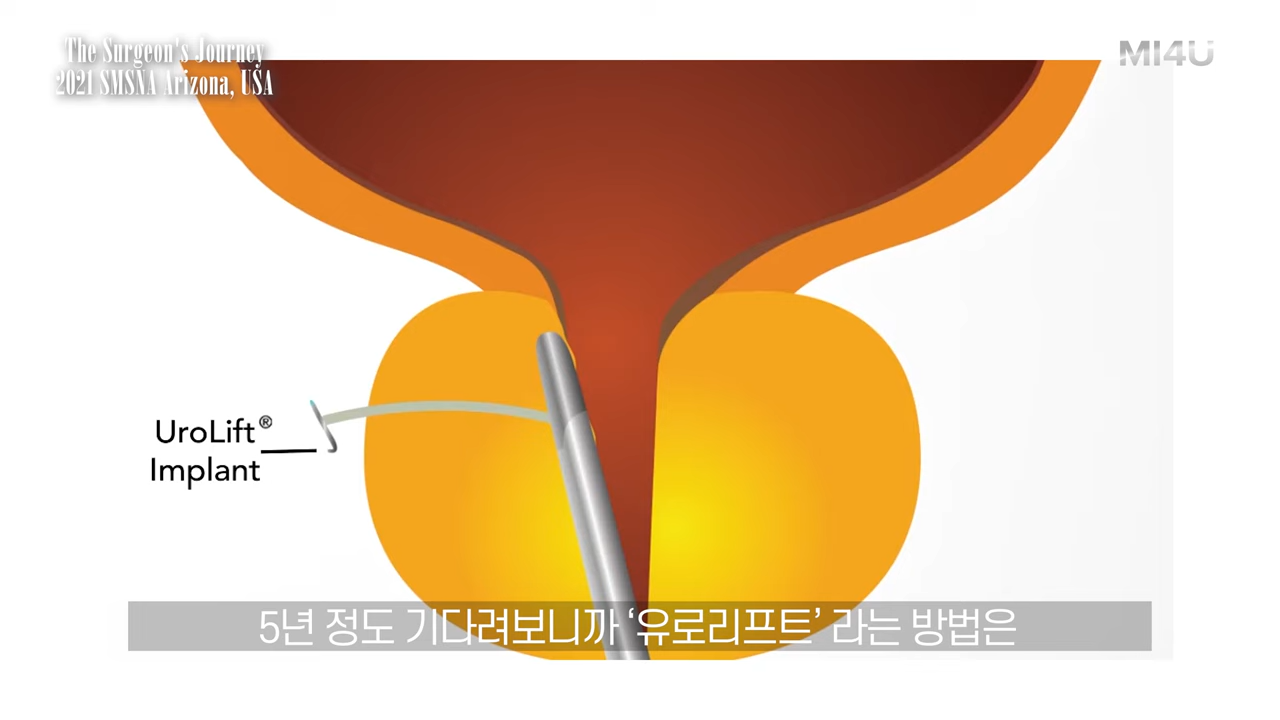 The Surgeon's Journey
2021 SMSNA Arizona, USA
MI4U
UroLift®
Implant
5년 정도 기다려보니까 ‘유로리프트’ 라는 방법은